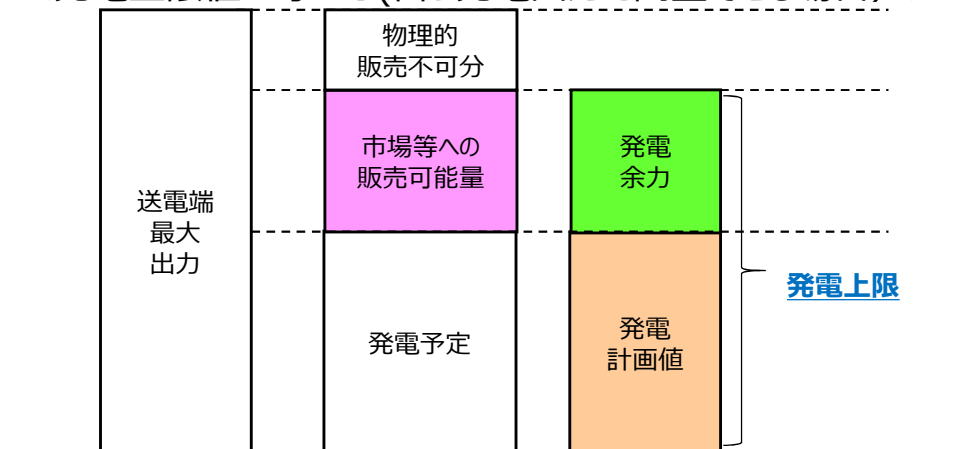 物理的
販売不可分
市場等への
販売可能量
発電
余力
送電端
最大
出力
発電上限
発電予定
発電
計画値